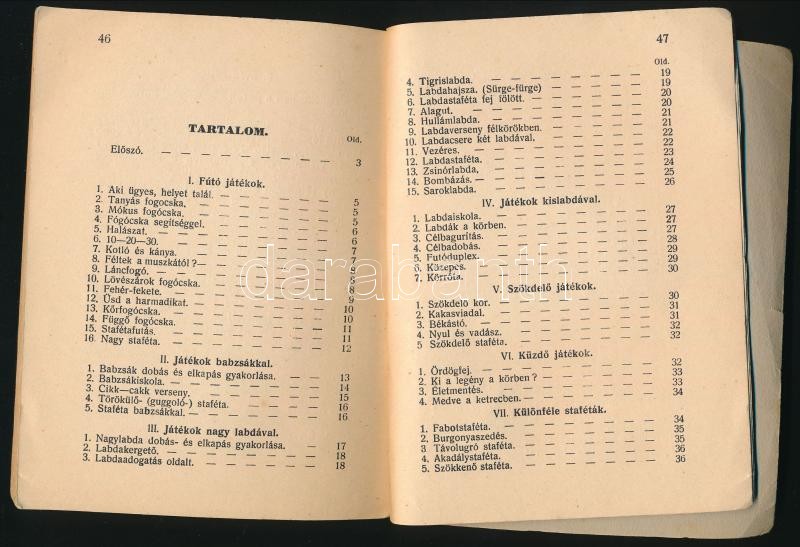 46
TARTALOM.
Old.
Előszó. — — — — — — — — — 3
I. Fútó játékok.
1. Aki ügyes, helyet talál. — — — — — 5
2. Tanyás fogocska. — — — — — — 5
3. Mókus fogócska. — — — — — — 5
4. Fógócska segítséggel. — — — — — 6
5. Halászat. — — — — — — — 6
6. 10—20—30. — — — — — — — 6
7. Kotló és kánya. — — — — — — 7
8. Féltek a muszkától? — — — — — 7
9. Láncfogó. — — — — — — —
10. Lövészárok fogócska. — — — — — 8
11. Fehér-fekete. — — — — — — 8
12. Üsd a harmadikat. — — — — — 9
13. Kőrfogócska. — — — — — — 10
14. Függő fogócska. — — — — — — 10
15. Stafétafutás. — — — — — — 11
16. Nagy staféta. — — — — — — 11
12
II. Játékok babzsákkal.
1. Babzsák dobás és elkapás gyakorlása. — — — 13
2. Babzsákiskola. — — — — — — 14
3. Cikk—cakk verseny. — — — — — 15
4. Törökülő- (guggoló-) staféta. — — — — 16
5. Staféta babzsákkal. — — — — — — 16
III. Játékok nagy labdával.
1. Nagylabda dobás- és elkapás gyakorlása. — — 17
2. Labdakergető. — — — — — — 18
3. Labdaadogatás oldalt. — — — — — 18
47
Old.
4. Tigrislabda. — — — — — — — 19
5. Labdahajsza. (Sürge-fürge) — — — — 19
6. Labdastaféta fej fölött. — — — — — 20
7. Alagut. — — — — — — — 20
8. Hullámlabda. — — — — — — 21
9. Labdaverseny félkörökben. — — — — 21
10. Labdacsere két labdával. — — — — 22
11. Vezéres. — — — — — — — 22
12. Labdastaféta. — — — — — — 23
13. Zsinórlabda. — — — — — — 24
14. Bombázás. — — — — — — — 25
15. Saroklabda. — — — — — — 26
IV. Játékok kislabdával.
1. Labdaiskola. — — — — — — 27
2. Labdák a körben. — — — — — — 27
3. Célbagurítás. — — — — — — 28
4. Célbadobás. — — — — — — 29
5. Futóduplex. — — — — — — 29
6. Közepes. — — — — — — — 30
7. Körróta. — — — — — — —
V. Szökdelő játékok.
1. Szökdelő kor. — — — — — — 30
2. Kakasviadal. — — — — — — 31
3. Békástó. — — — — — — — 31
4. Nyul és vadász. — — — — — — 32
5 Szökdelő staféta. — — — — — — 32
VI. Küzdő játékok.
1. Ördögfej. — — — — — — — 32
2. Ki a legény a körben? — — — — — 33
3. Életmentés. — — — — — — 33
4. Medve a ketrecben. — — — — — 34
VII. Különféle staféták.
1. Fabotstaféta. — — — — — — 34
2. Burgonyaszedés. — — — — — — 35
3 Távolugró staféta. — — — — — — 35
4. Akadálystaféta. — — — — — — 36
5. Szökkenő staféta. — — — — — — 36
darabanth